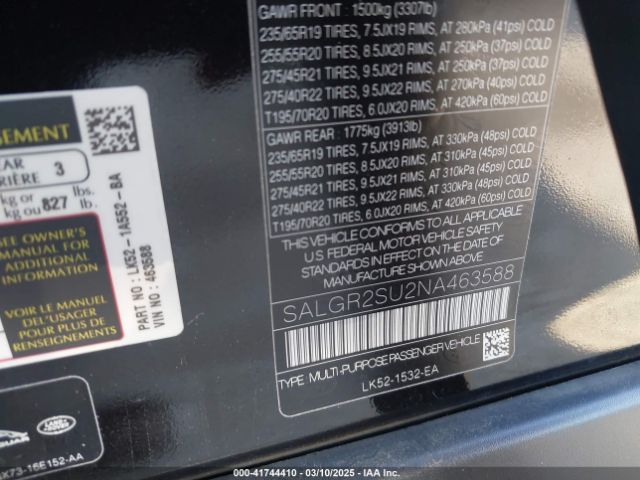 GAWR FRONT : 1500kg (3307lb)
235/65R19 TIRES, 7.5JX19 RIMS, AT 280kPa (41psi) COLD
255/55R20 TIRES, 8.5JX20 RIMS, AT 250kPa (37psi) COLD
275/45R21 TIRES, 9.5JX21 RIMS, AT 250kPa (37psi) COLD
275/40R22 TIRES, 9.5JX22 RIMS, AT 270kPa (40psi) COLD
T195/70R20 TIRES, 6.0JX20 RIMS, AT 420kPa (60psi) COLD
GAWR REAR : 1775kg (3913lb)
235/65R19 TIRES, 7.5JX19 RIMS, AT 330kPa (48psi) COLD
255/55R20 TIRES, 8.5JX20 RIMS, AT 310kPa (45psi) COLD
275/45R21 TIRES, 9.5JX21 RIMS, AT 310kPa (45psi) COLD
275/40R22 TIRES, 9.5JX22 RIMS, AT 330kPa (48psi) COLD
T195/70R20 TIRES, 6.0JX20 RIMS, AT 420kPa (60psi) COLD
THIS VEHICLE CONFORMS TO ALL APPLICABLE
U.S FEDERAL MOTOR VEHICLE SAFETY
STANDARDS IN EFFECT ON THE DATE OF
MANUFACTURE SHOWN ABOVE.
SALGR2SU2NA463588
TYPE MULTI-PURPOSE PASSENGER VEHICLE
LK52-1532-EA
EAR 3
RIÈRE
kg or 827 lbs.
kg ou lb.
SEE OWNER'S
MANUAL FOR
ADDITIONAL
INFORMATION
VOIR LE MANUEL
DE L'USAGER
POUR PLUS DE
RENSEIGNEMENTS
PART NO : LK52-1A552-BA
VIN NO : 463588
LAND ROVER
X73-16E152-AA
000-41744410 - 03/10/2025 - IAAI.COM